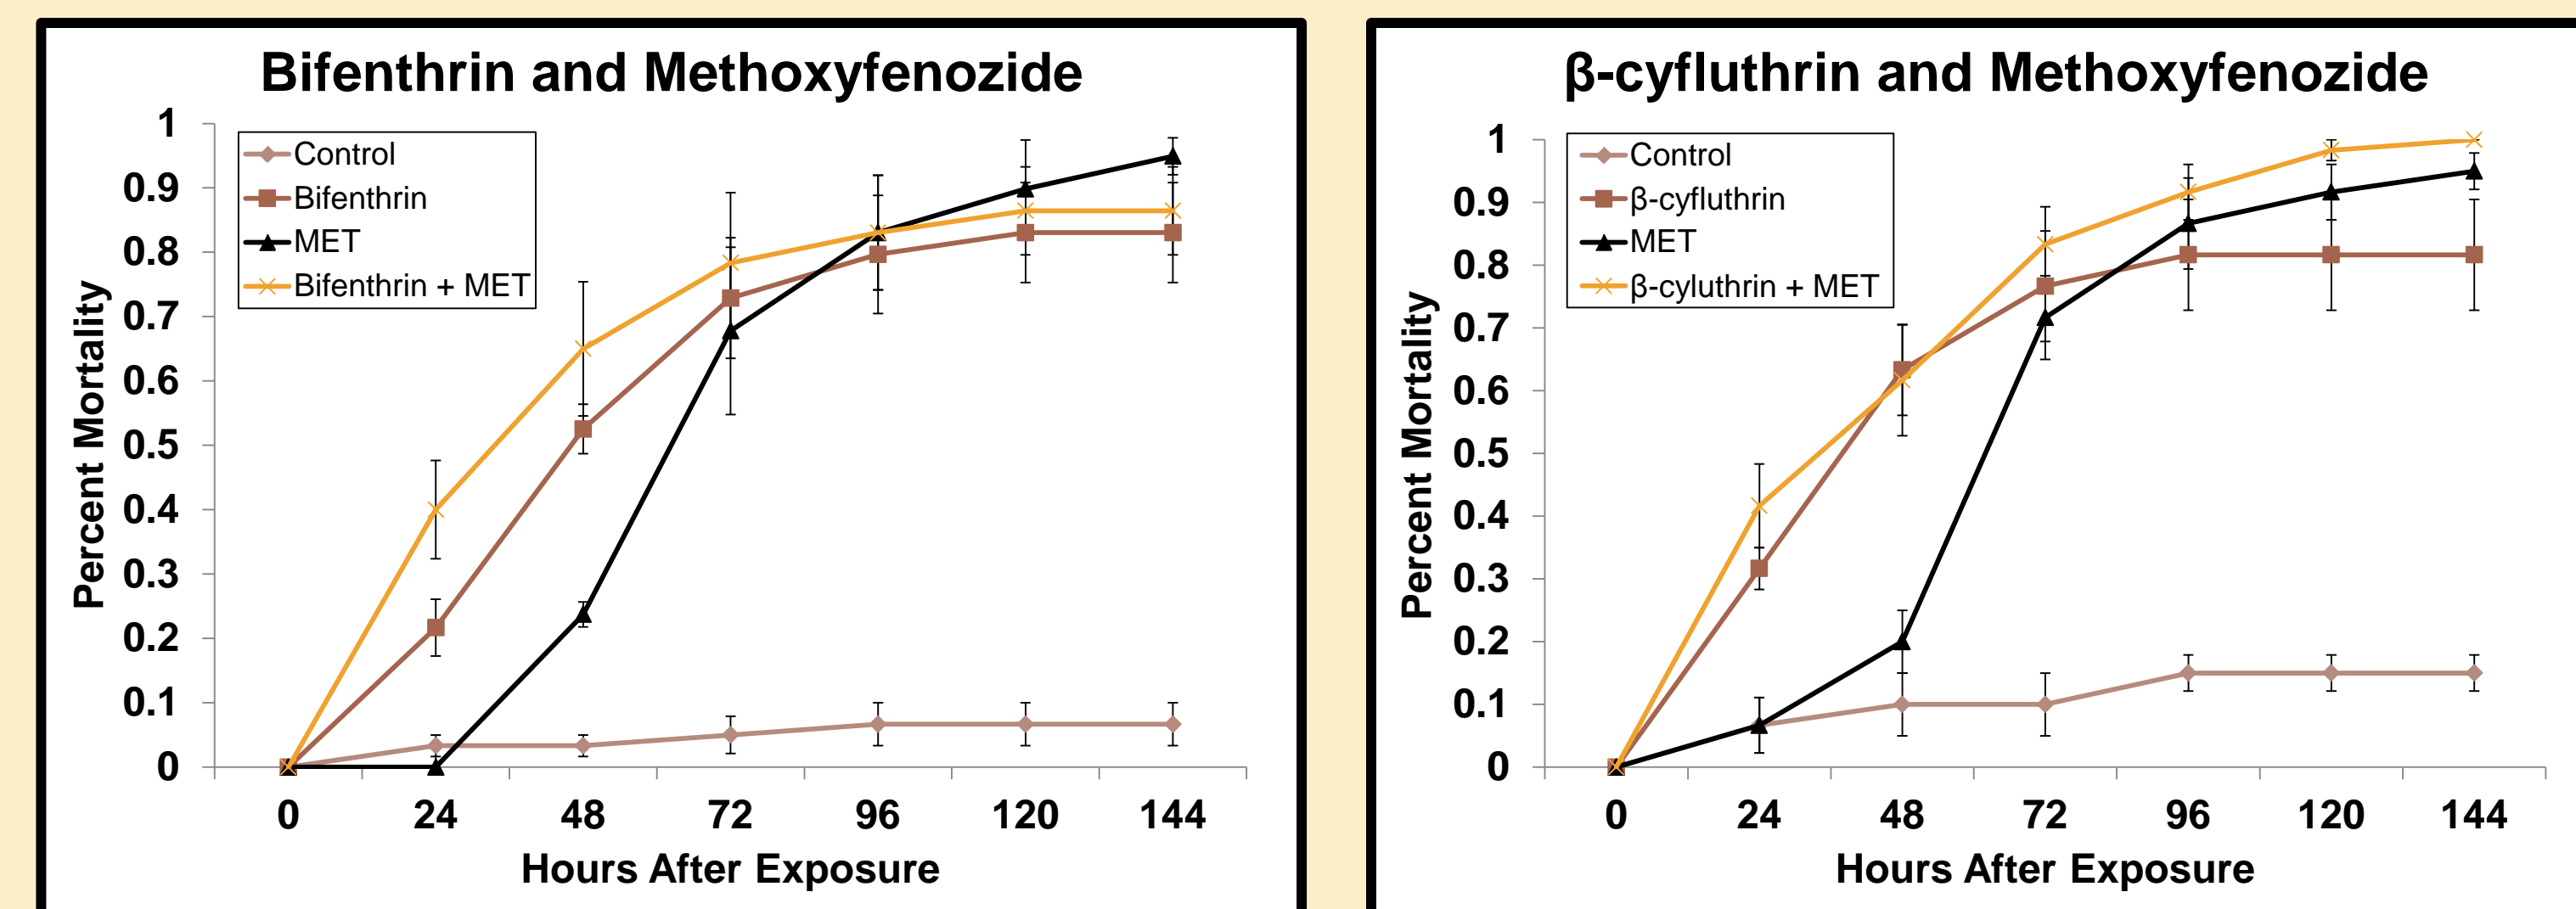 Bifenthrin and Methoxyfenozide
1
0.9
0.8
0.7
0.6
0.5
0.4
0.3
0.2
0.1
0
Percent Mortality
Control
Bifenthrin
MET
Bifenthrin + MET
0 24 48 72 96 120 144
Hours After Exposure
β-cyfluthrin and Methoxyfenozide
1
0.9
0.8
0.7
0.6
0.5
0.4
0.3
0.2
0.1
0
Percent Mortality
Control
β-cyfluthrin
MET
β-cyluthrin + MET
0 24 48 72 96 120 144
Hours After Exposure